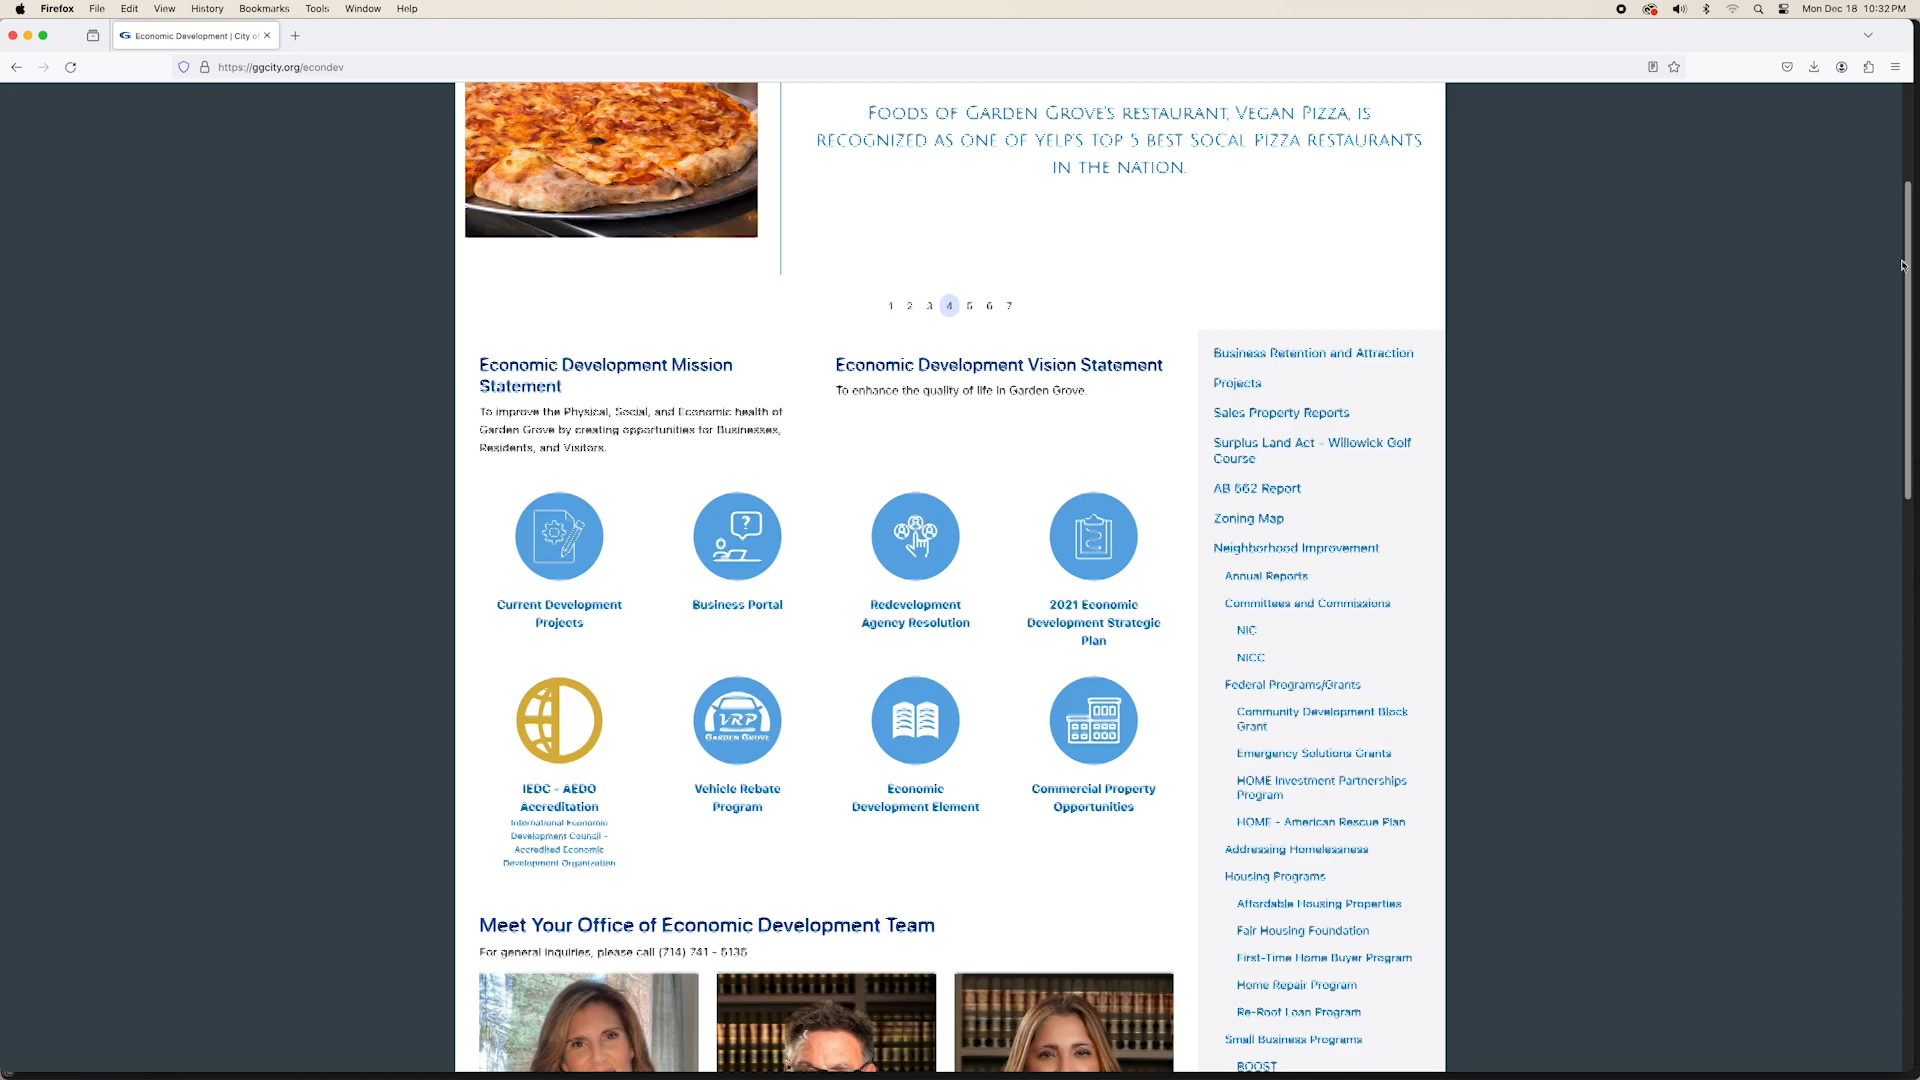 Firefox File Edit View History Bookmarks Tools Window Help
Mon Dec 18 10:32 PM
Economic Development | City of
https://ggcity.org/econdev
FOODS OF GARDEN GROVE'S RESTAURANT, VEGAN PIZZA, IS
RECOGNIZED AS ONE OF YELP'S TOP 5 BEST SOCAL PIZZA RESTAURANTS
IN THE NATION.
1 2 3 4 5 6 7
Economic Development Mission
Statement
To improve the Physical, Social, and Economic health of
Garden Grove by creating opportunities for Businesses,
Residents, and Visitors.
Economic Development Vision Statement
To enhance the quality of life in Garden Grove.
Current Development
Projects
Business Portal
Redevelopment
Agency Resolution
2021 Economic
Development Strategic
Plan
IEDC - AEDO
Accreditation
International Economic
Development Council -
Accredited Economic
Development Organization
VRP
GARDEN GROVE
Vehicle Rebate
Program
Economic
Development Element
Commercial Property
Opportunities
Meet Your Office of Economic Development Team
For general inquiries, please call (714) 741 - 5135
Business Retention and Attraction
Projects
Sales Property Reports
Surplus Land Act - Willowick Golf
Course
AB 562 Report
Zoning Map
Neighborhood Improvement
Annual Reports
Committees and Commissions
NIC
NICC
Federal Programs/Grants
Community Development Block
Grant
Emergency Solutions Grants
HOME Investment Partnerships
Program
HOME - American Rescue Plan
Addressing Homelessness
Housing Programs
Affordable Housing Properties
Fair Housing Foundation
First-Time Home Buyer Program
Home Repair Program
Re-Roof Loan Program
Small Business Programs
BOOST